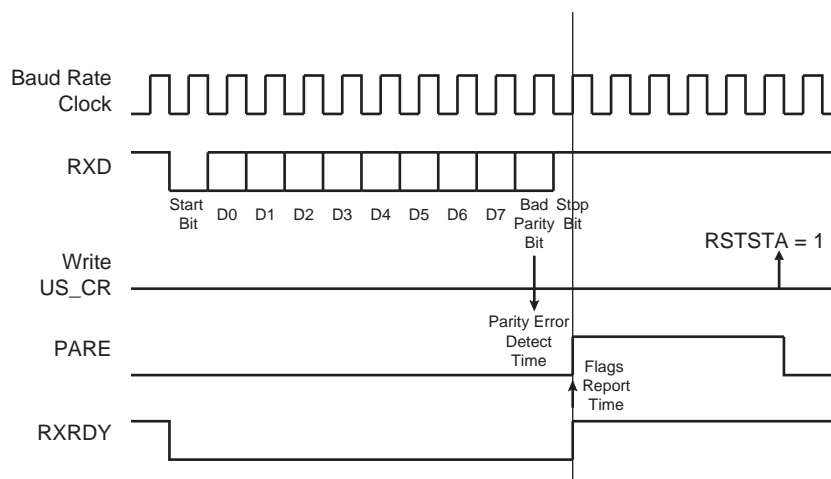 Baud Rate
Clock
RXD
Start
Bit
D0 D1 D2 D3 D4 D5 D6 D7
Bad
Parity
Bit
Stop
Bit
RSTSTA = 1
Write
US_CR
Parity Error
Detect
Time
PARE
Flags
Report
Time
RXRDY